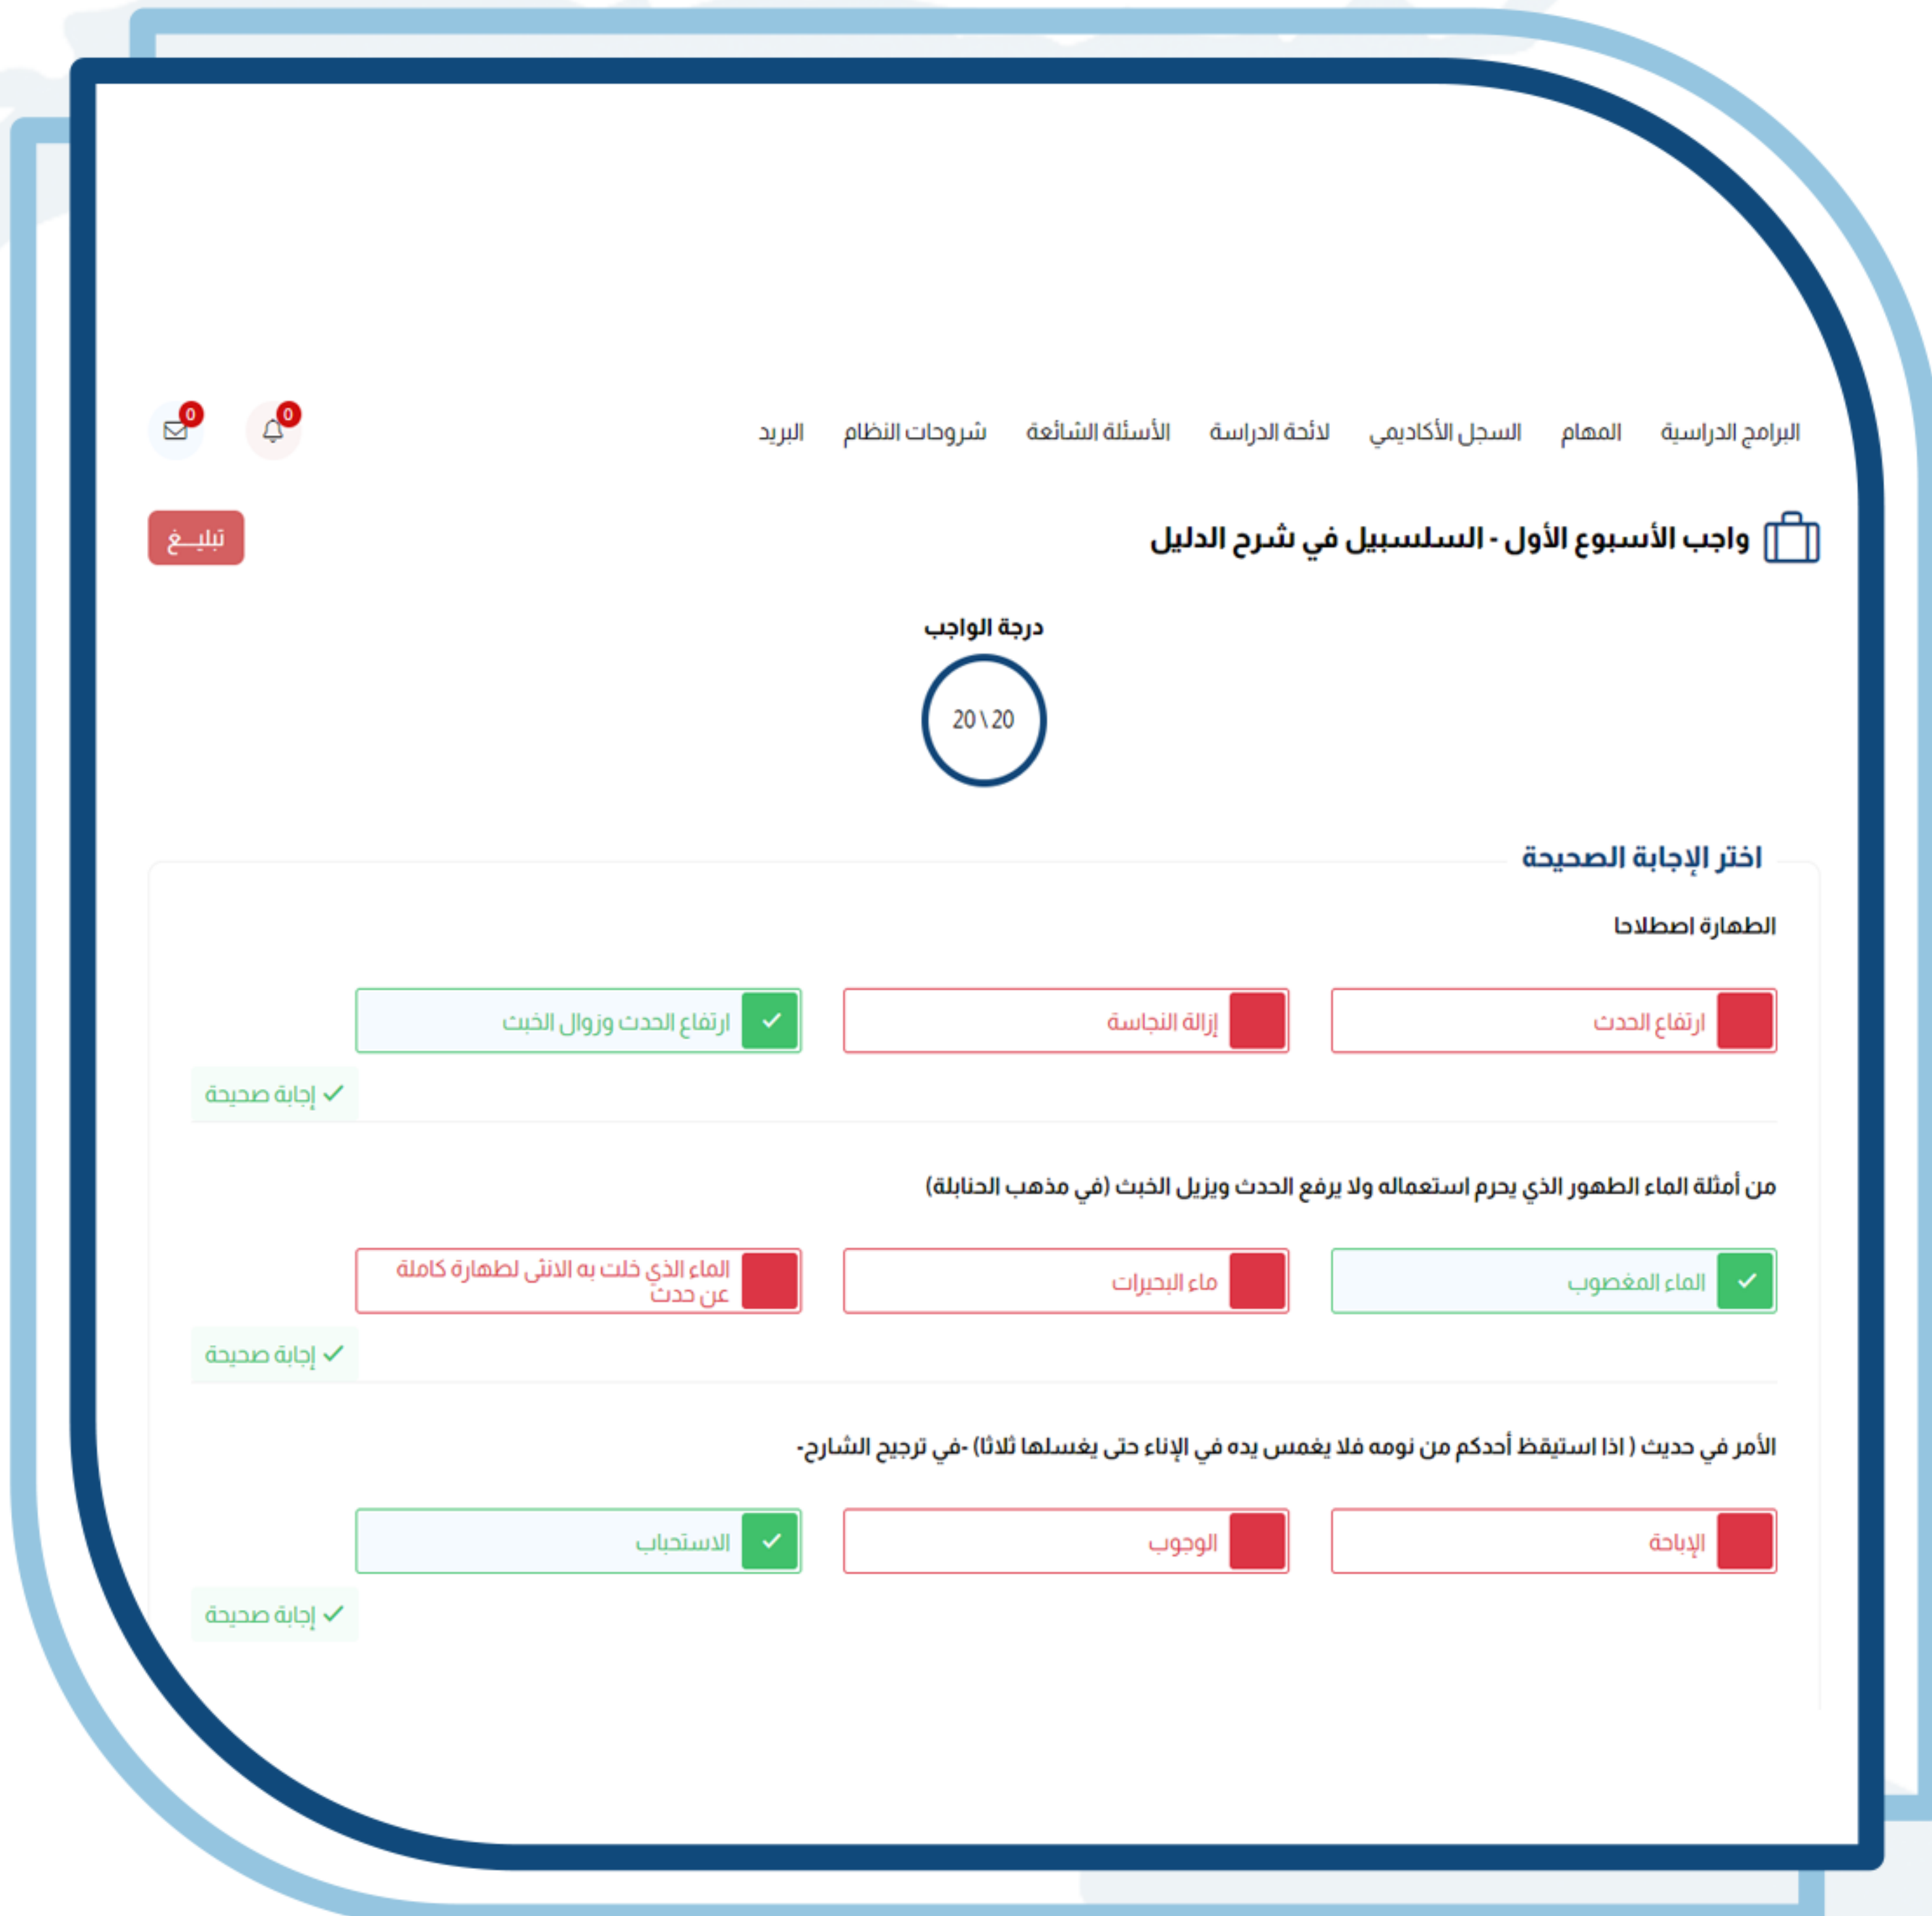 البرامج الدراسية المهام السجل الأكاديمي لائحة الدراسة الأسئلة الشائعة شروحات النظام البريد 0 0
واجب الأسبوع الأول - السلسبيل في شرح الدليل
تبليـــغ
درجة الواجب
20 \ 20
اختر الإجابة الصحيحة
الطهارة اصطلاحا
ارتفاع الحدث إزالة النجاسة ارتفاع الحدث وزوال الخبث
إجابة صحيحة
من أمثلة الماء الطهور الذي يحرم استعماله ولا يرفع الحدث ويزيل الخبث (في مذهب الحنابلة)
الماء المغصوب ماء البحيرات الماء الذي خلت به الانثى لطهارة كاملة
عن حدث
إجابة صحيحة
الأمر في حديث ( اذا استيقظ أحدكم من نومه فلا يغمس يده في الإناء حتى يغسلها ثلاثا) -في ترجيح الشارح-
الإباحة الوجوب الاستحباب
إجابة صحيحة